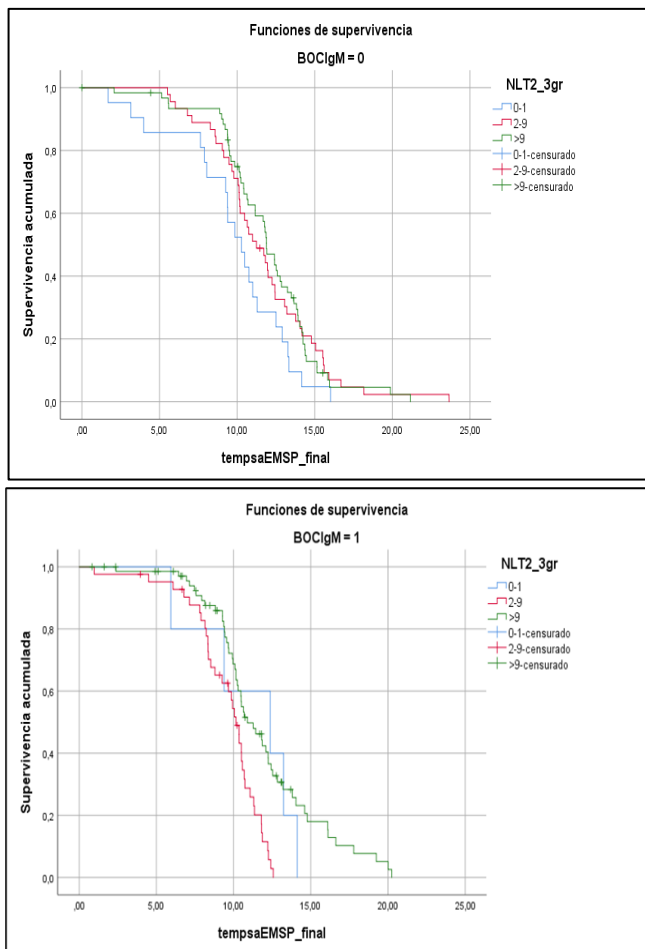 Funciones de supervivencia
BOCIgM = 0
Supervivencia acumulada
1,0
0,8
0,6
0,4
0,2
0,0
,00 5,00 10,00 15,00 20,00 25,00
tempsaEMSP_final
NLT2_3gr
0-1
2-9
>9
0-1-censurado
2-9-censurado
>9-censurado
Funciones de supervivencia
BOCIgM = 1
Supervivencia acumulada
1,0
0,8
0,6
0,4
0,2
0,0
,00 5,00 10,00 15,00 20,00 25,00
tempsaEMSP_final
NLT2_3gr
0-1
2-9
>9
0-1-censurado
2-9-censurado
>9-censurado